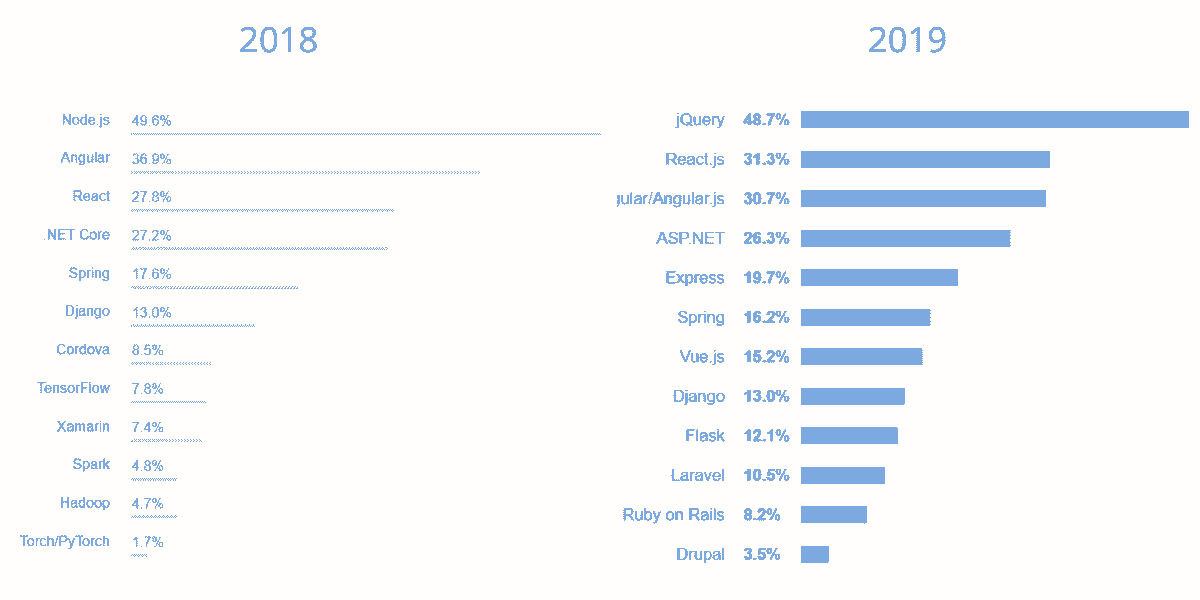 2018
Node.js 49.6%
Angular 36.9%
React 27.8%
.NET Core 27.2%
Spring 17.6%
Django 13.0%
Cordova 8.5%
TensorFlow 7.8%
Xamarin 7.4%
Spark 4.8%
Hadoop 4.7%
Torch/PyTorch 1.7%
2019
jQuery 48.7%
React.js 31.3%
ular/Angular.js 30.7%
ASP.NET 26.3%
Express 19.7%
Spring 16.2%
Vue.js 15.2%
Django 13.0%
Flask 12.1%
Laravel 10.5%
Ruby on Rails 8.2%
Drupal 3.5%